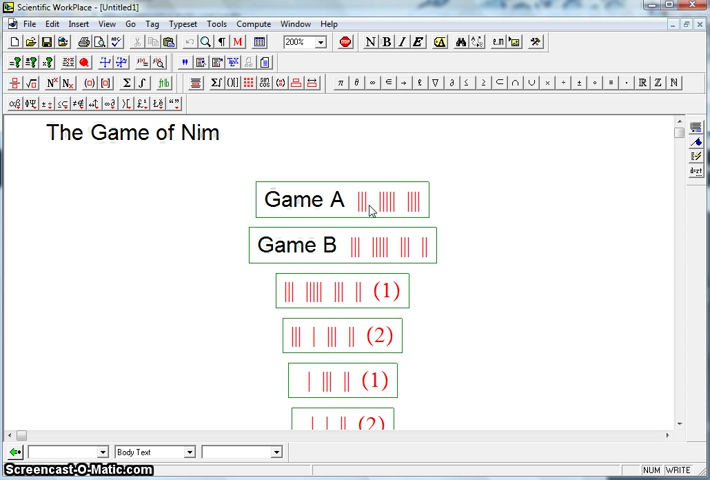 Scientific WorkPlace - [Untitled1]
File Edit Insert View Go Tag Typeset Tools Compute Window Help
200%
N B I E
The Game of Nim
Game A ||| ||||| ||||
Game B ||| ||||| ||| ||
||| ||||| ||| || (1)
||| | ||| || (2)
| ||| || (1)
| | || (2)
Body Text
Screencast-O-Matic.com
NUM WRITE